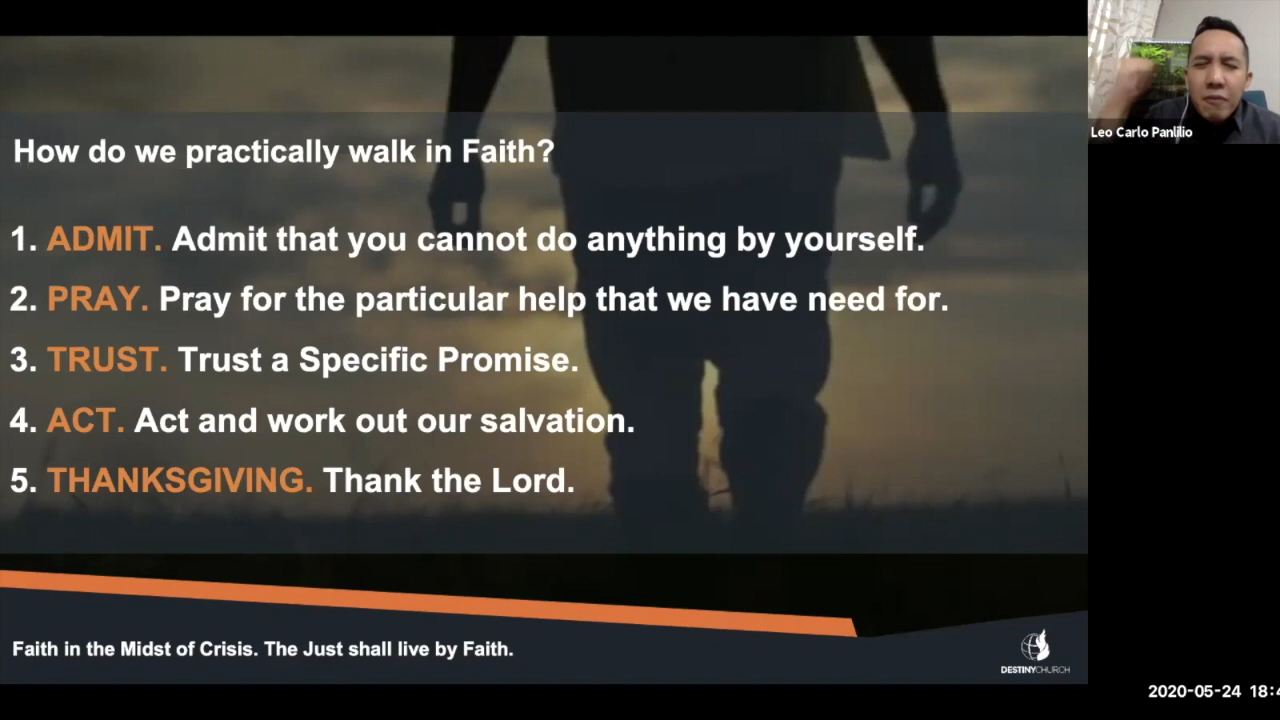 How do we practically walk in Faith?
1. ADMIT. Admit that you cannot do anything by yourself.
2. PRAY. Pray for the particular help that we have need for.
3. TRUST. Trust a Specific Promise.
4. ACT. Act and work out our salvation.
5. THANKSGIVING. Thank the Lord.
Faith in the Midst of Crisis. The Just shall live by Faith.
DESTINYCHURCH
Leo Carlo Panlilio
2020-05-24 18:4